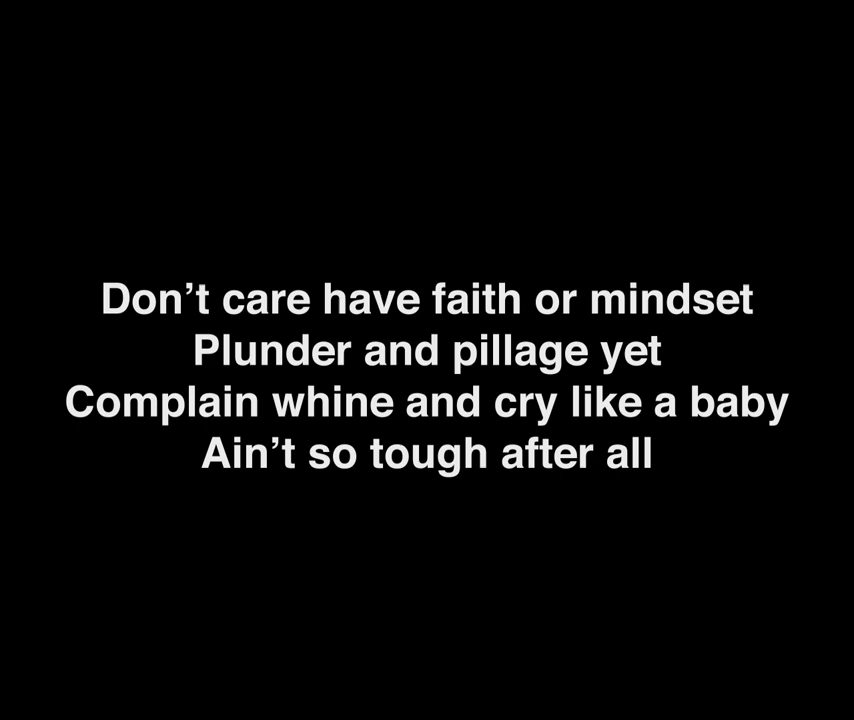 Don’t care have faith or mindset
Plunder and pillage yet
Complain whine and cry like a baby
Ain’t so tough after all